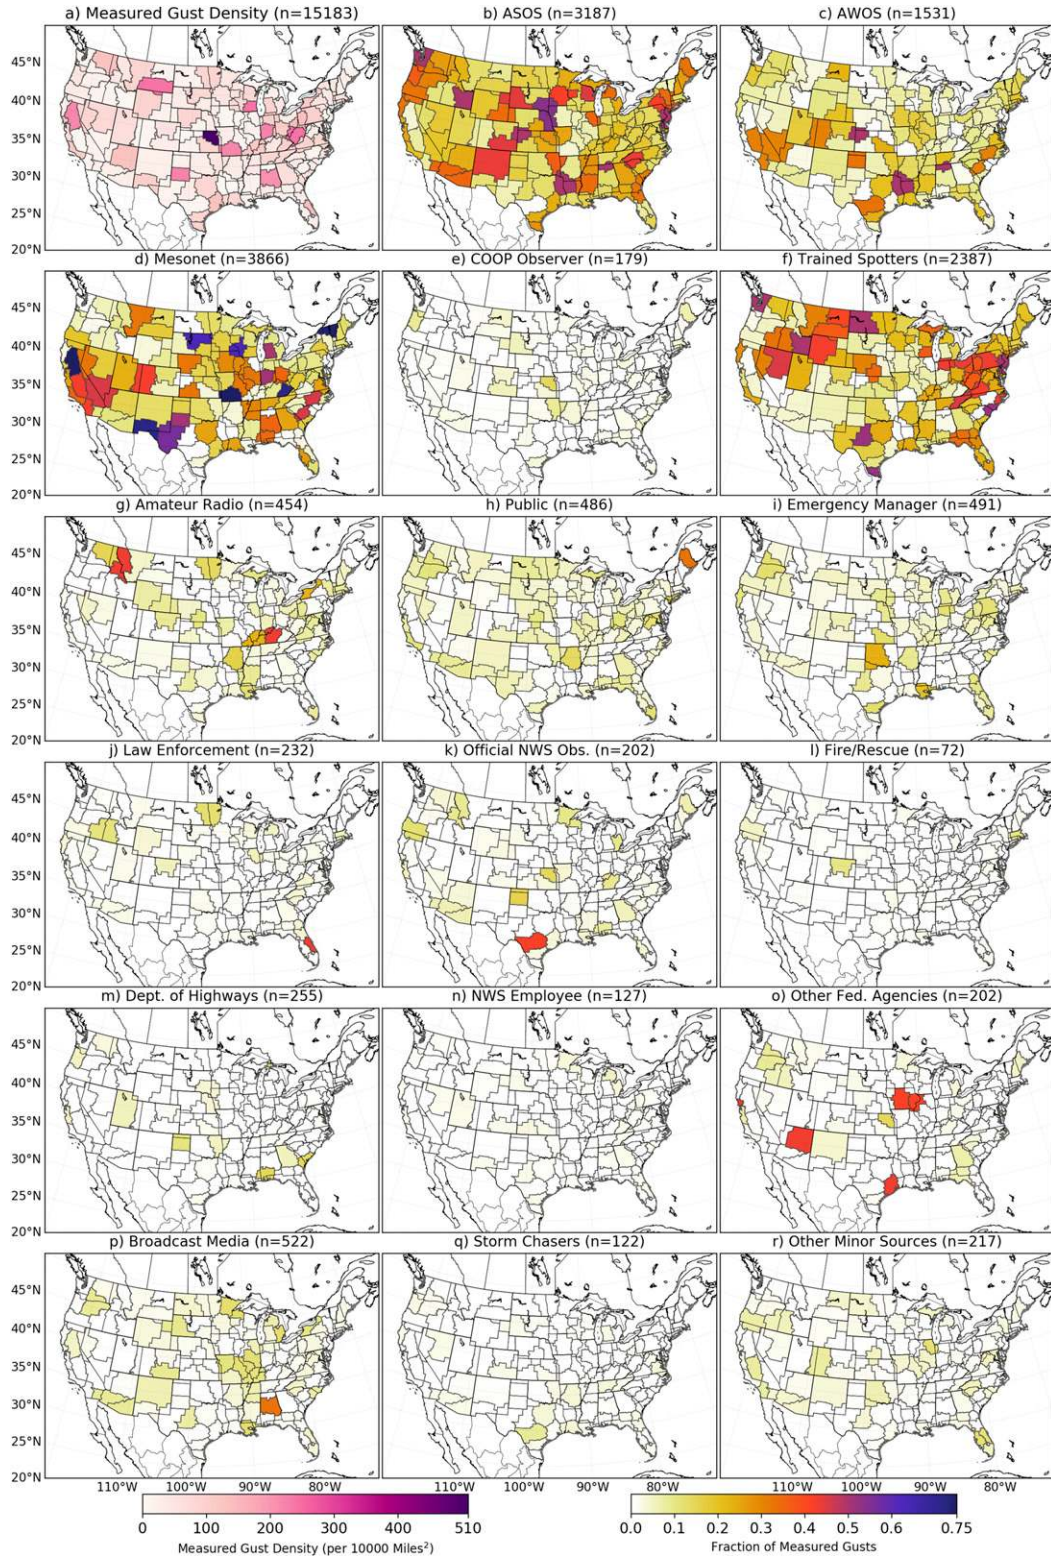 a) Measured Gust Density (n=15183)
b) ASOS (n=3187)
c) AWOS (n=1531)
45°N
40°N
35°N
30°N
25°N
20°N
d) Mesonet (n=3866)
e) COOP Observer (n=179)
f) Trained Spotters (n=2387)
45°N
40°N
35°N
30°N
25°N
20°N
g) Amateur Radio (n=454)
h) Public (n=486)
i) Emergency Manager (n=491)
45°N
40°N
35°N
30°N
25°N
20°N
j) Law Enforcement (n=232)
k) Official NWS Obs. (n=202)
l) Fire/Rescue (n=72)
45°N
40°N
35°N
30°N
25°N
20°N
m) Dept. of Highways (n=255)
n) NWS Employee (n=127)
o) Other Fed. Agencies (n=202)
45°N
40°N
35°N
30°N
25°N
20°N
p) Broadcast Media (n=522)
q) Storm Chasers (n=122)
r) Other Minor Sources (n=217)
45°N
40°N
35°N
30°N
25°N
20°N
110°W 100°W 90°W 80°W
110°W 100°W 90°W 80°W
110°W 100°W 90°W 80°W
0 100 200 300 400 510
Measured Gust Density (per 10000 Miles²)
0.0 0.1 0.2 0.3 0.4 0.5 0.6 0.75
Fraction of Measured Gusts